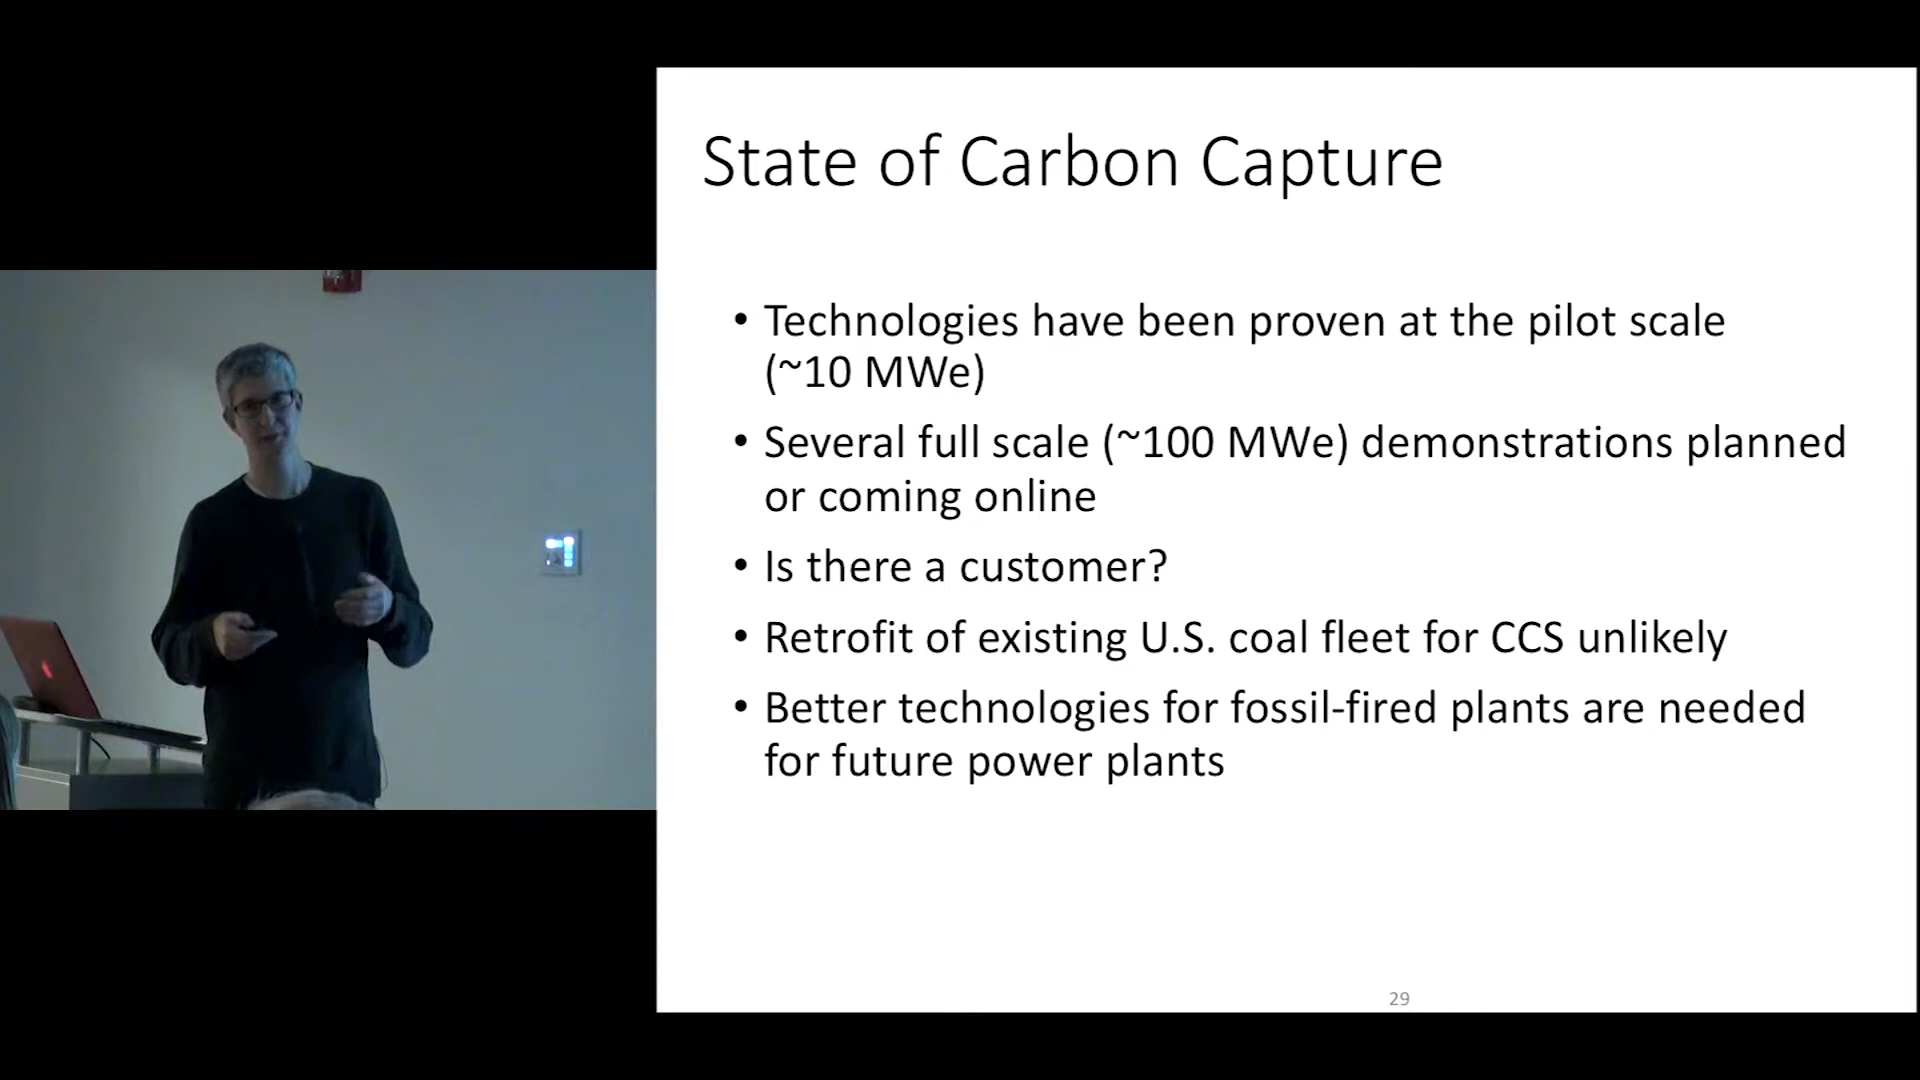 State of Carbon Capture
• Technologies have been proven at the pilot scale
(~10 MWe)
• Several full scale (~100 MWe) demonstrations planned
or coming online
• Is there a customer?
• Retrofit of existing U.S. coal fleet for CCS unlikely
• Better technologies for fossil-fired plants are needed
for future power plants
29